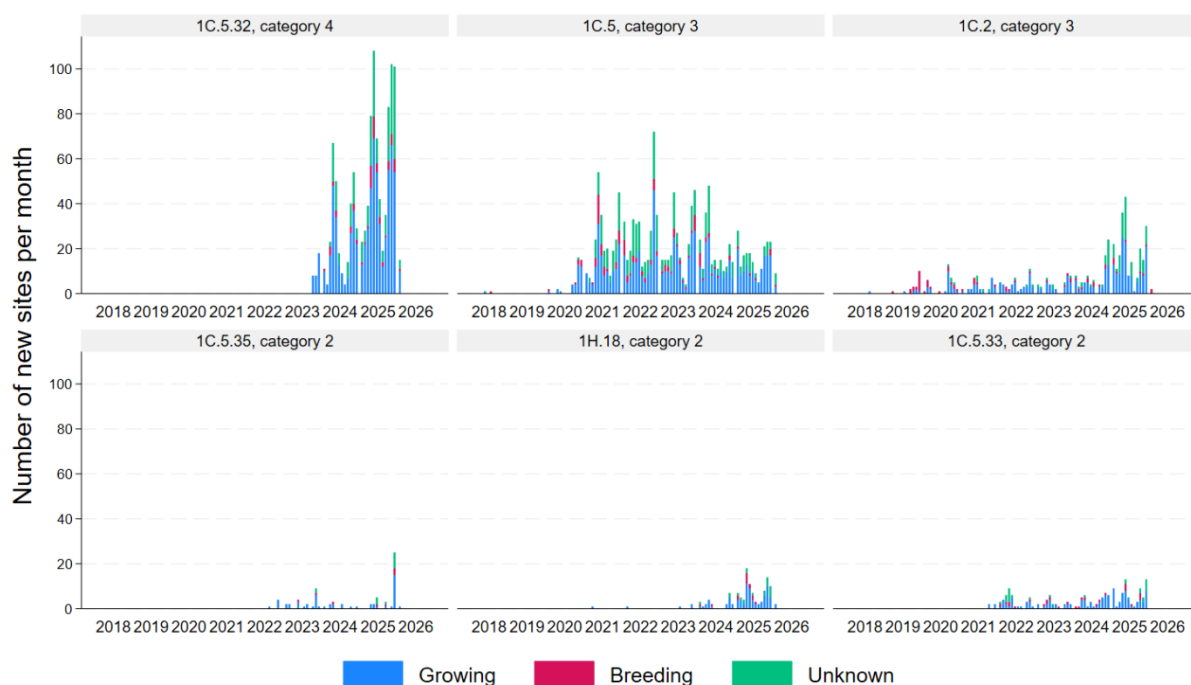 1C.5.32, category 4
1C.5, category 3
1C.2, category 3
Number of new sites per month
100
80
60
40
20
0
2018 2019 2020 2021 2022 2023 2024 2025 2026
2018 2019 2020 2021 2022 2023 2024 2025 2026
2018 2019 2020 2021 2022 2023 2024 2025 2026
1C.5.35, category 2
1H.18, category 2
1C.5.33, category 2
100
80
60
40
20
0
2018 2019 2020 2021 2022 2023 2024 2025 2026
2018 2019 2020 2021 2022 2023 2024 2025 2026
2018 2019 2020 2021 2022 2023 2024 2025 2026
Growing
Breeding
Unknown